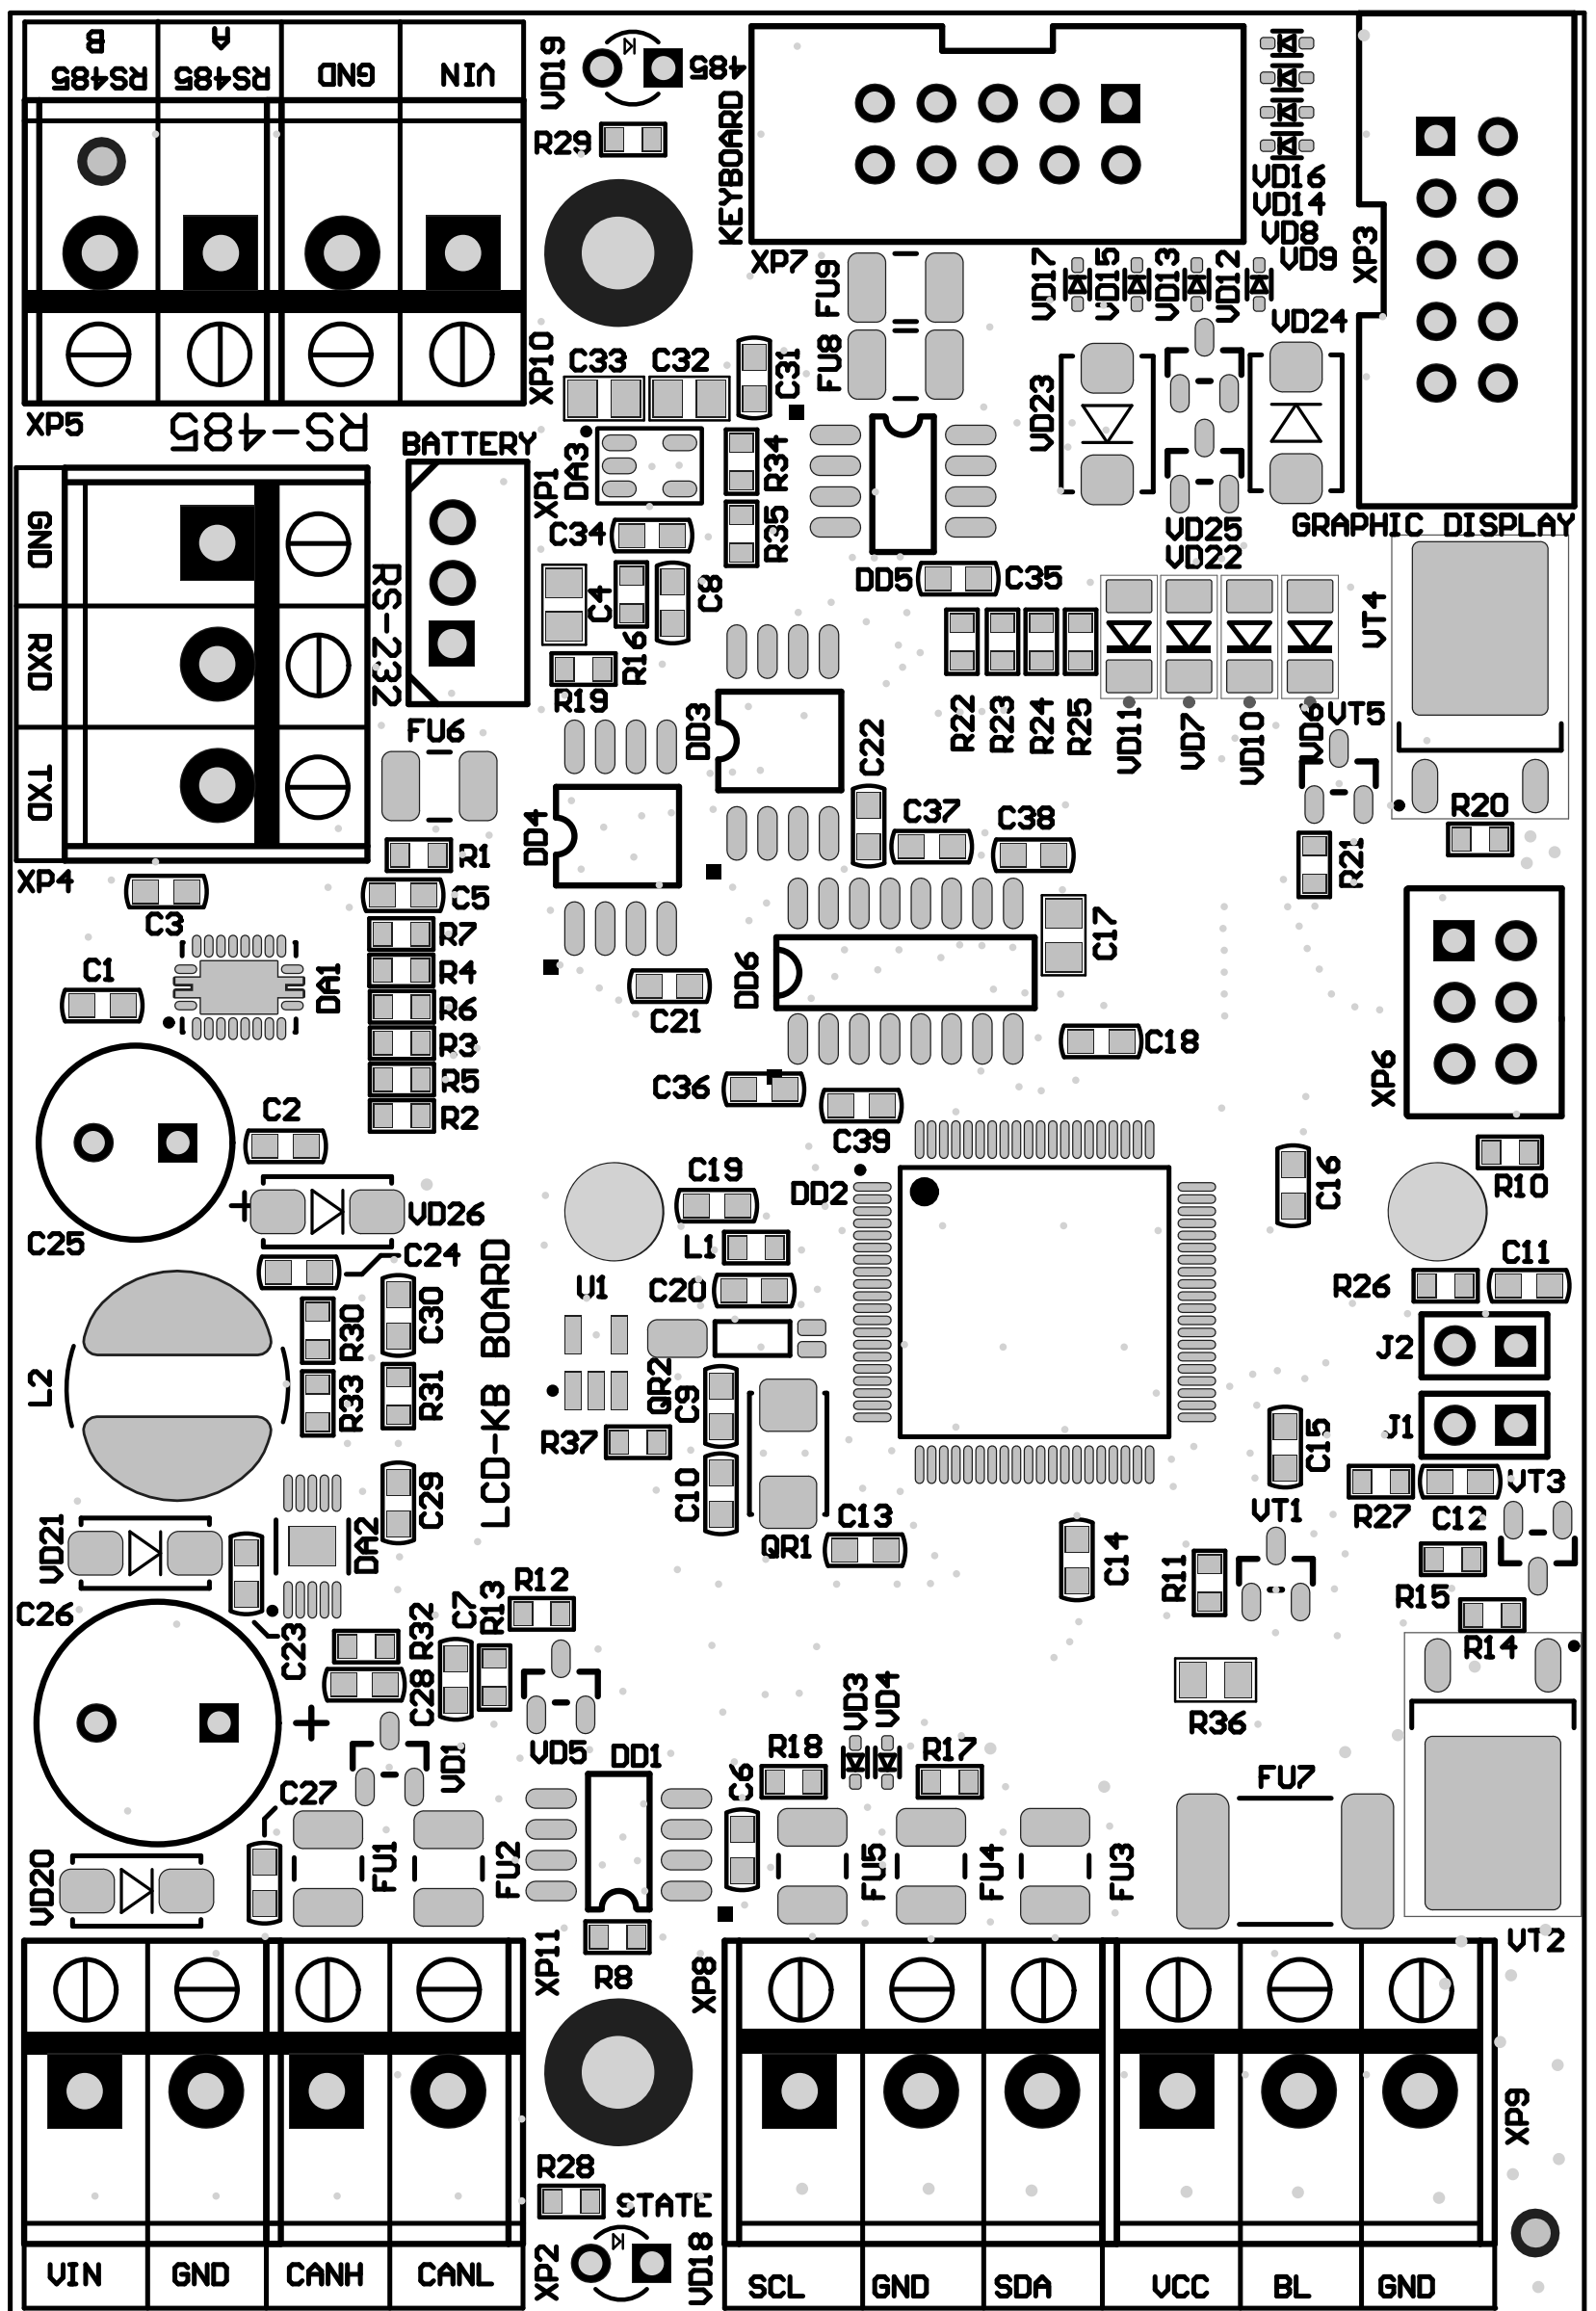 B
RS485
A
RS485
GND
VIN
VD19
485
R29
KEYBOARD
XP7
VD16
VD14
VD8
VD9
XP3
FU9
FU8
VD17
VD15
VD13
VD12
VD24
VD23
XP10
C33
C32
C31
XP5
RS-485
BATTERY
XP1
DA3
R34
R35
C34
VD25
VD22
GRAPHIC DISPLAY
GND
RXD
TXD
RS-232
DD5
C35
C4
R16
C8
R19
VT4
R22
R23
R24
R25
VD11
VD7
VD10
VD6
VT5
FU6
DD3
C22
DD4
C37
C38
R20
R21
R1
XP4
C3
C5
R7
R4
R6
R3
R5
R2
C1
DA1
C17
DD6
C21
C18
XP6
C36
C39
C2
C19
DD2
C16
R10
C25
VD26
L1
C24
C20
U1
C11
R26
LCD-KB BOARD
R30
C30
L2
R33
R31
QR2
C9
J2
J1
R37
C10
C15
C29
VT3
R27
C12
VT1
C13
QR1
VD21
DA2
C14
R11
R15
R14
C26
C23
R12
C7
R13
R32
C28
VD3
VD4
R36
VD1
VD5
DD1
R18
R17
C6
FU7
C27
FU1
FU2
FU5
FU4
FU3
VD20
XP11
R8
XP8
VT2
XP9
R28
STATE
XP2
VD18
VIN
GND
CANH
CANL
SCL
GND
SDA
VCC
BL
GND